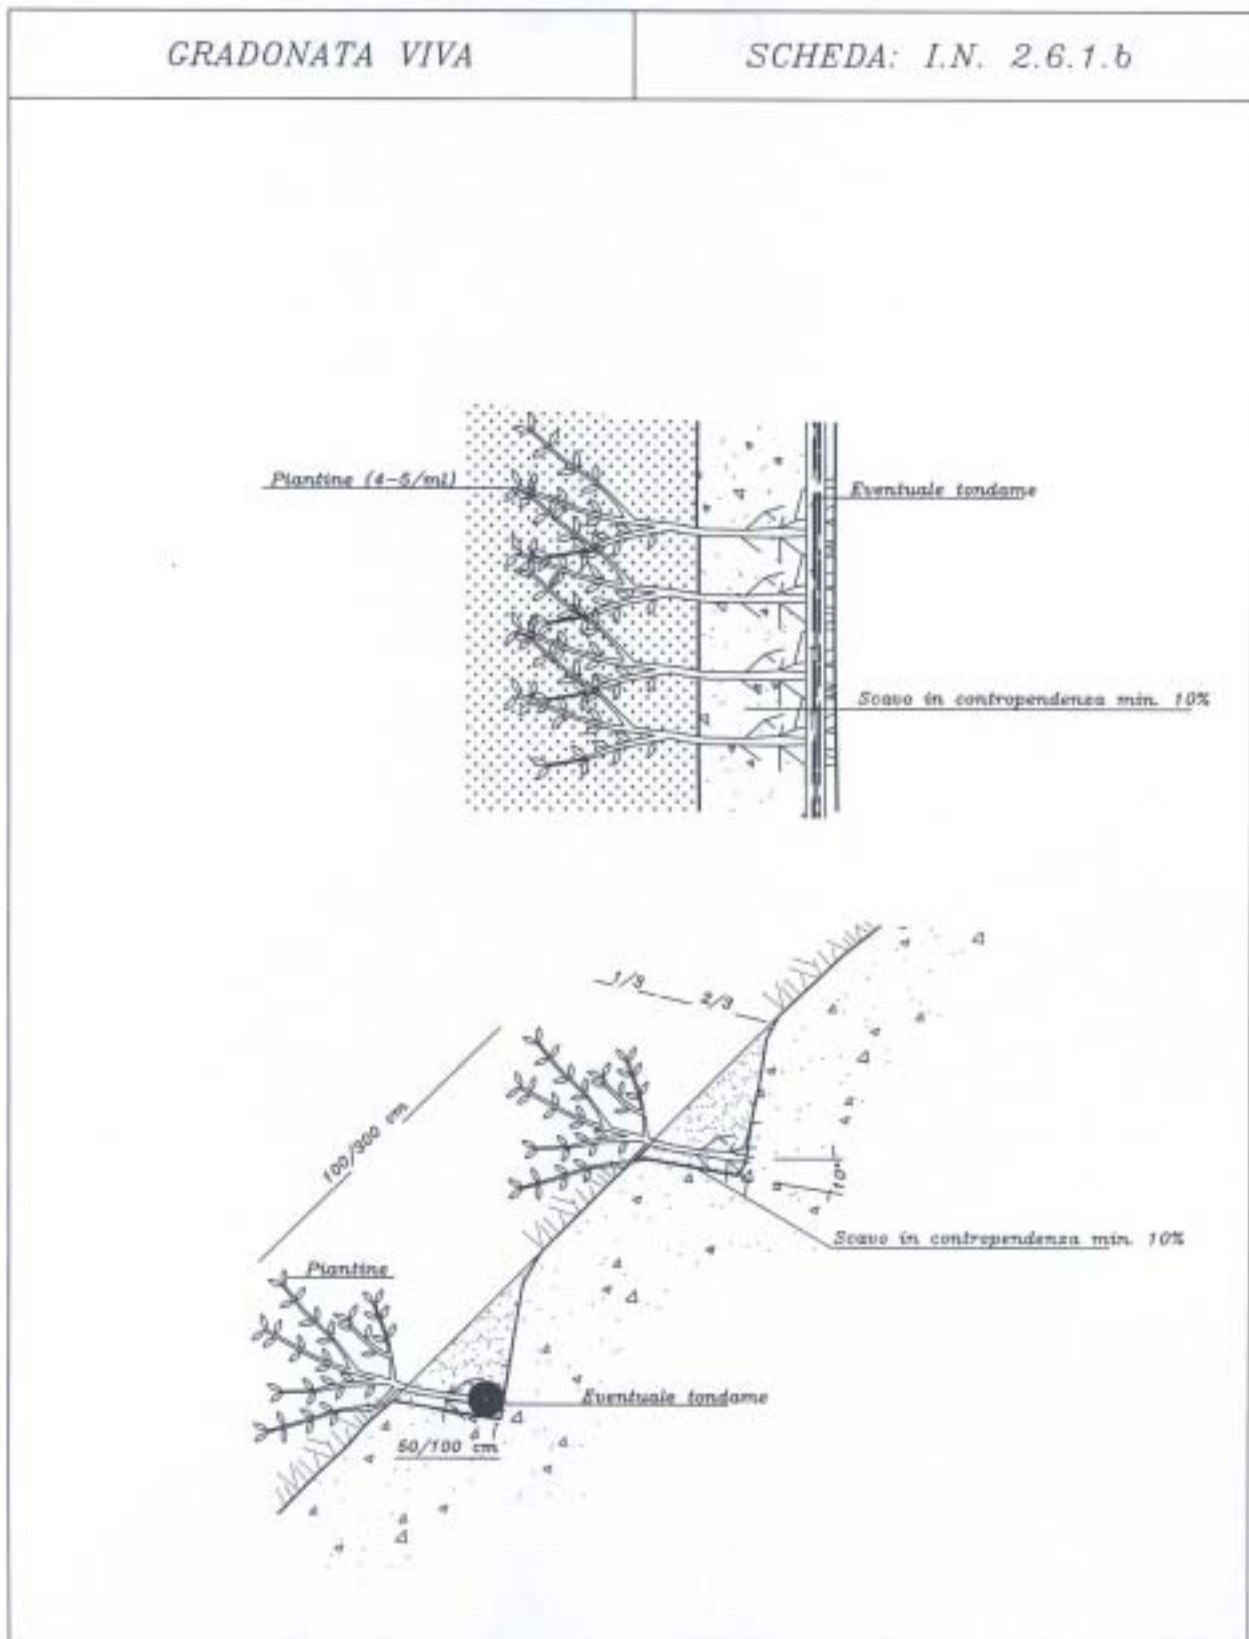 GRADONATA VIVA
SCHEDA: I.N. 2.6.1.b
Piantine (4-5/ml)
Eventuale tondame
Scavo in contropendenza min. 10%
1/3
2/3
100/300 cm
10°
Scavo in contropendenza min. 10%
Piantine
Eventuale tondame
50/100 cm